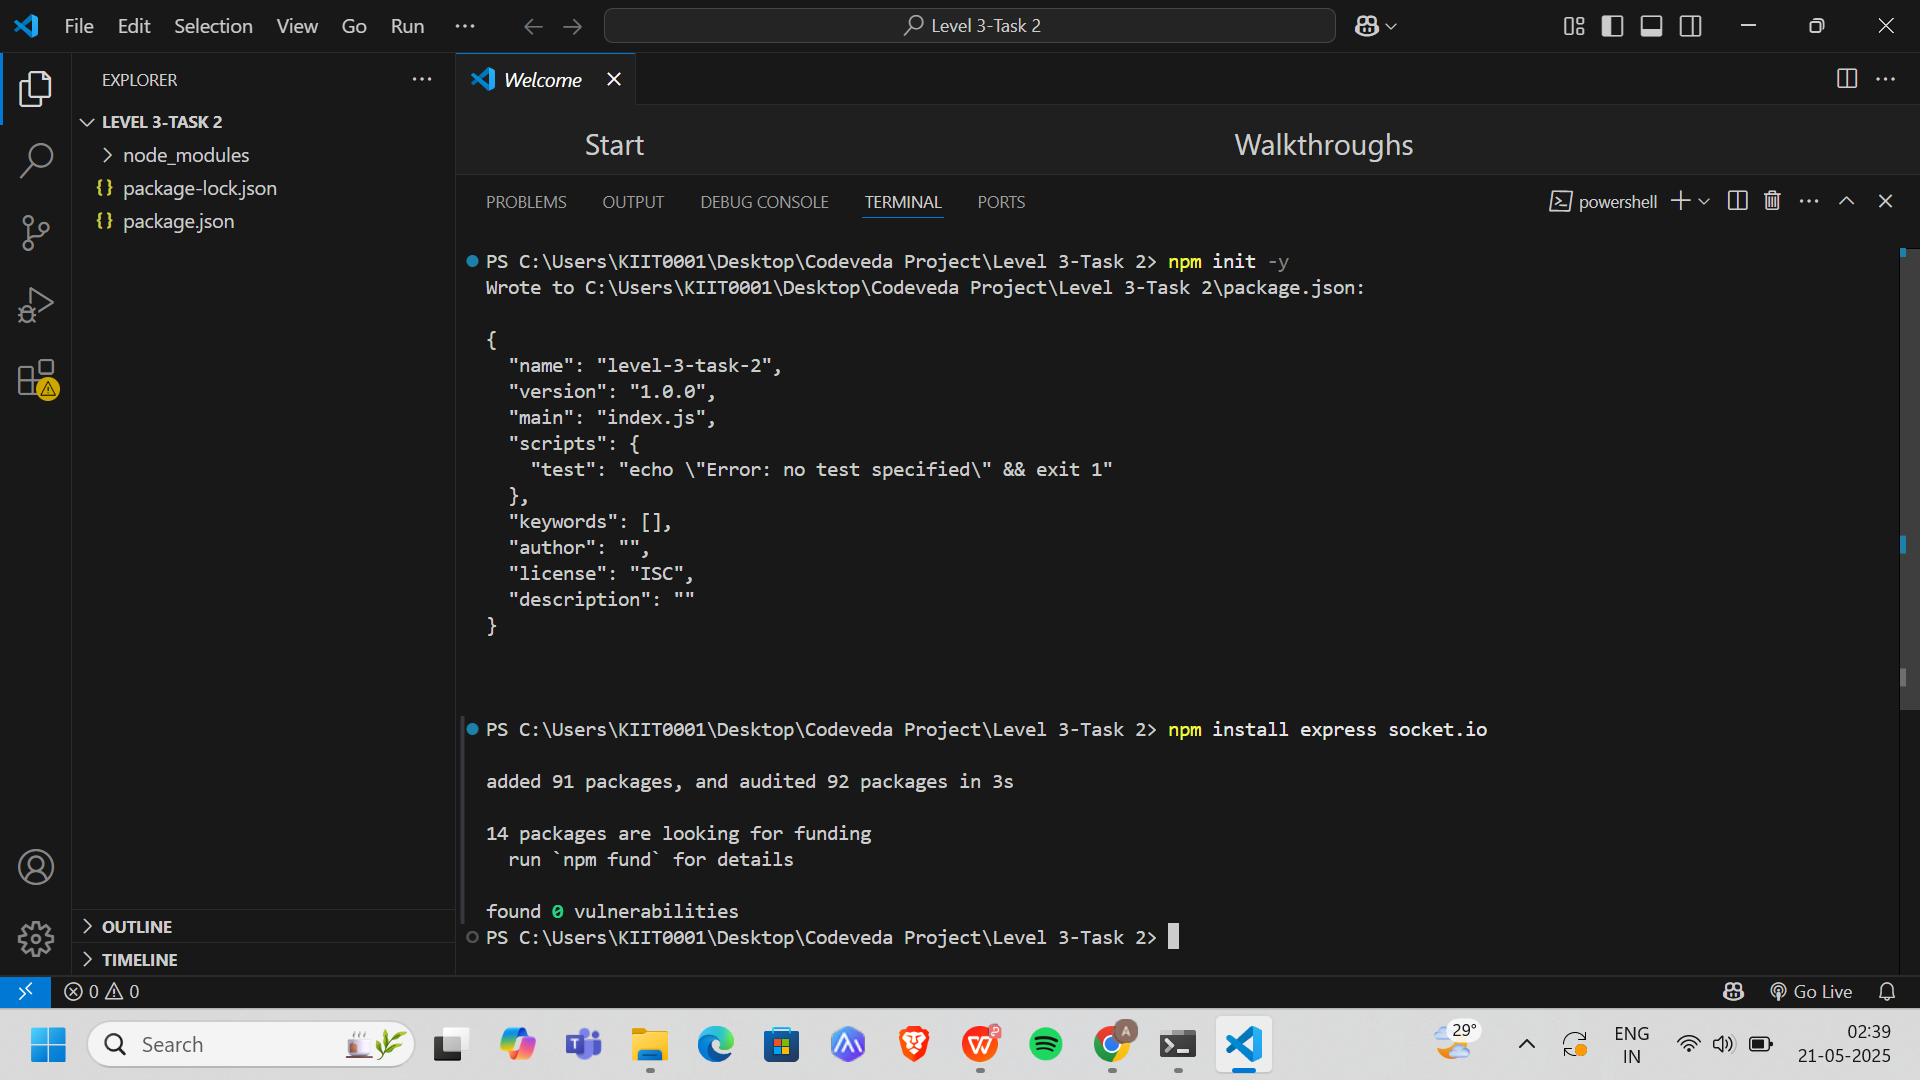 File Edit Selection View Go Run ··· Level 3-Task 2
EXPLORER
LEVEL 3-TASK 2
node_modules
{} package-lock.json
{} package.json
OUTLINE
TIMELINE
Welcome
Start Walkthroughs
PROBLEMS OUTPUT DEBUG CONSOLE TERMINAL PORTS powershell
PS C:\Users\KIIT0001\Desktop\Codeveda Project\Level 3-Task 2> npm init -y
Wrote to C:\Users\KIIT0001\Desktop\Codeveda Project\Level 3-Task 2\package.json:
{
"name": "level-3-task-2",
"version": "1.0.0",
"main": "index.js",
"scripts": {
"test": "echo \"Error: no test specified\" && exit 1"
},
"keywords": [],
"author": "",
"license": "ISC",
"description": ""
}
PS C:\Users\KIIT0001\Desktop\Codeveda Project\Level 3-Task 2> npm install express socket.io
added 91 packages, and audited 92 packages in 3s
14 packages are looking for funding
run `npm fund` for details
found 0 vulnerabilities
PS C:\Users\KIIT0001\Desktop\Codeveda Project\Level 3-Task 2>
0 0 Go Live
Search 29° ENG 02:39
IN 21-05-2025